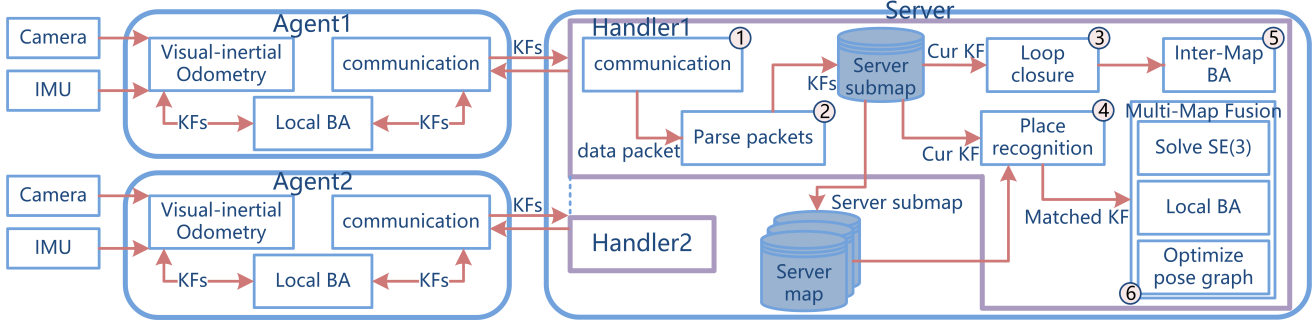 Camera
IMU
Agent1
Visual-inertial
Odometry
communication
KFs
Local BA
KFs
KFs
Camera
IMU
Agent2
Visual-inertial
Odometry
communication
KFs
Local BA
KFs
KFs
Server
Handler1
communication
1
data packet
Parse packets
2
KFs
Server
submap
Cur KF
Loop
closure
3
Inter-Map
BA
5
Cur KF
Place
recognition
4
Matched KF
Multi-Map Fusion
Solve SE(3)
Local BA
Optimize
pose graph
6
Server submap
Server
map
Handler2